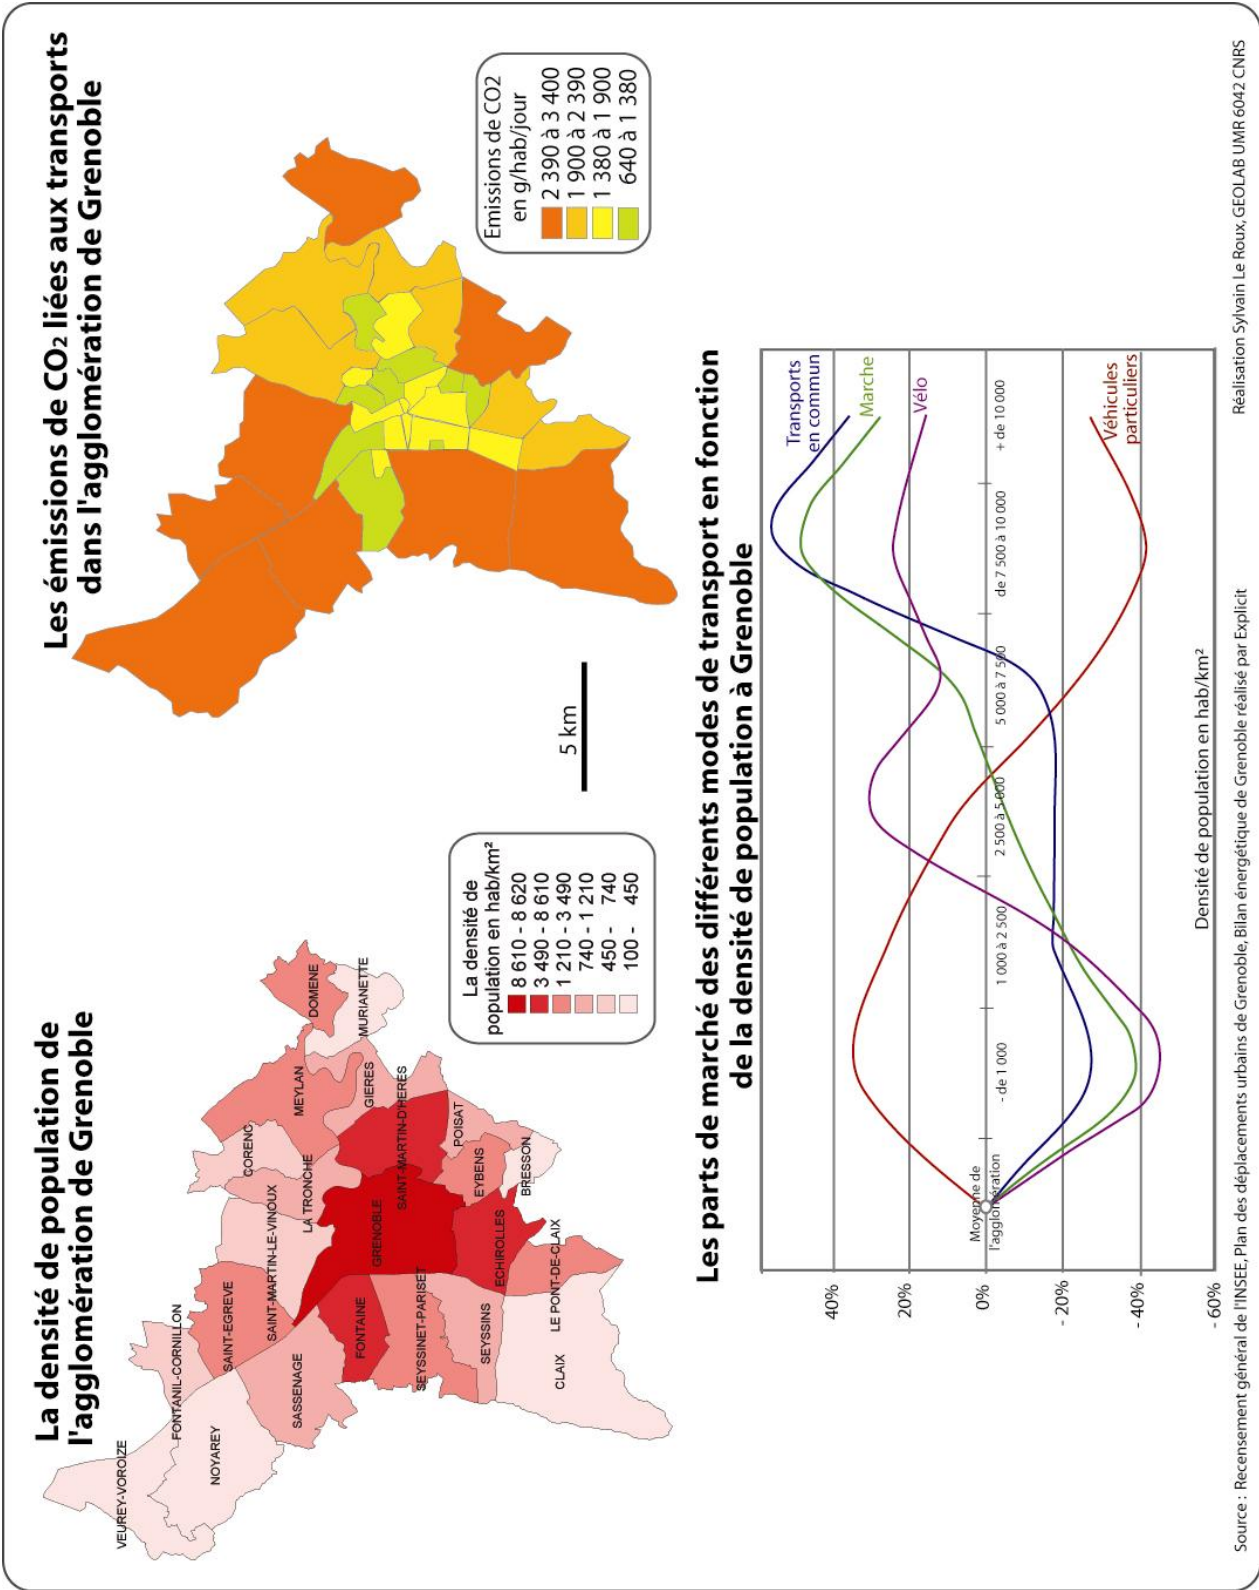 La densité de population de
l'agglomération de Grenoble
VEUREY-VOROIZE
NOYAREY
FONTANIL-CORNILLON
SAINT-EGREVE
SASSENAGE
SAINT-MARTIN-LE-VINOUX
CORENC
LA TRONCHE
MEYLAN
DOMENE
MURIANETTE
GIERES
SAINT-MARTIN-D'HERES
GRENOBLE
FONTAINE
SEYSSINET-PARISET
SEYSSINS
POISAT
EYBENS
BRESSON
ECHIROLLES
LE PONT-DE-CLAIX
CLAIX
La densité de
population en hab/km²
8 610 - 8 620
3 490 - 8 610
1 210 - 3 490
740 - 1 210
450 - 740
100 - 450
Les émissions de CO2 liées aux transports
dans l'agglomération de Grenoble
Emissions de CO2
en g/hab/jour
2 390 à 3 400
1 900 à 2 390
1 380 à 1 900
640 à 1 380
5 km
Les parts de marché des différents modes de transport en fonction
de la densité de population à Grenoble
40%
20%
0%
- 20%
- 40%
- 60%
Moyenne de
l'agglomération
- de 1 000
1 000 à 2 500
2 500 à 5 000
5 000 à 7 500
de 7 500 à 10 000
+ de 10 000
Transports
en commun
Marche
Vélo
Véhicules
particuliers
Densité de population en hab/km²
Source : Recensement général de l'INSEE, Plan des déplacements urbains de Grenoble, Bilan énergétique de Grenoble réalisé par Explicit
Réalisation Sylvain Le Roux, GEOLAB UMR 6042 CNRS